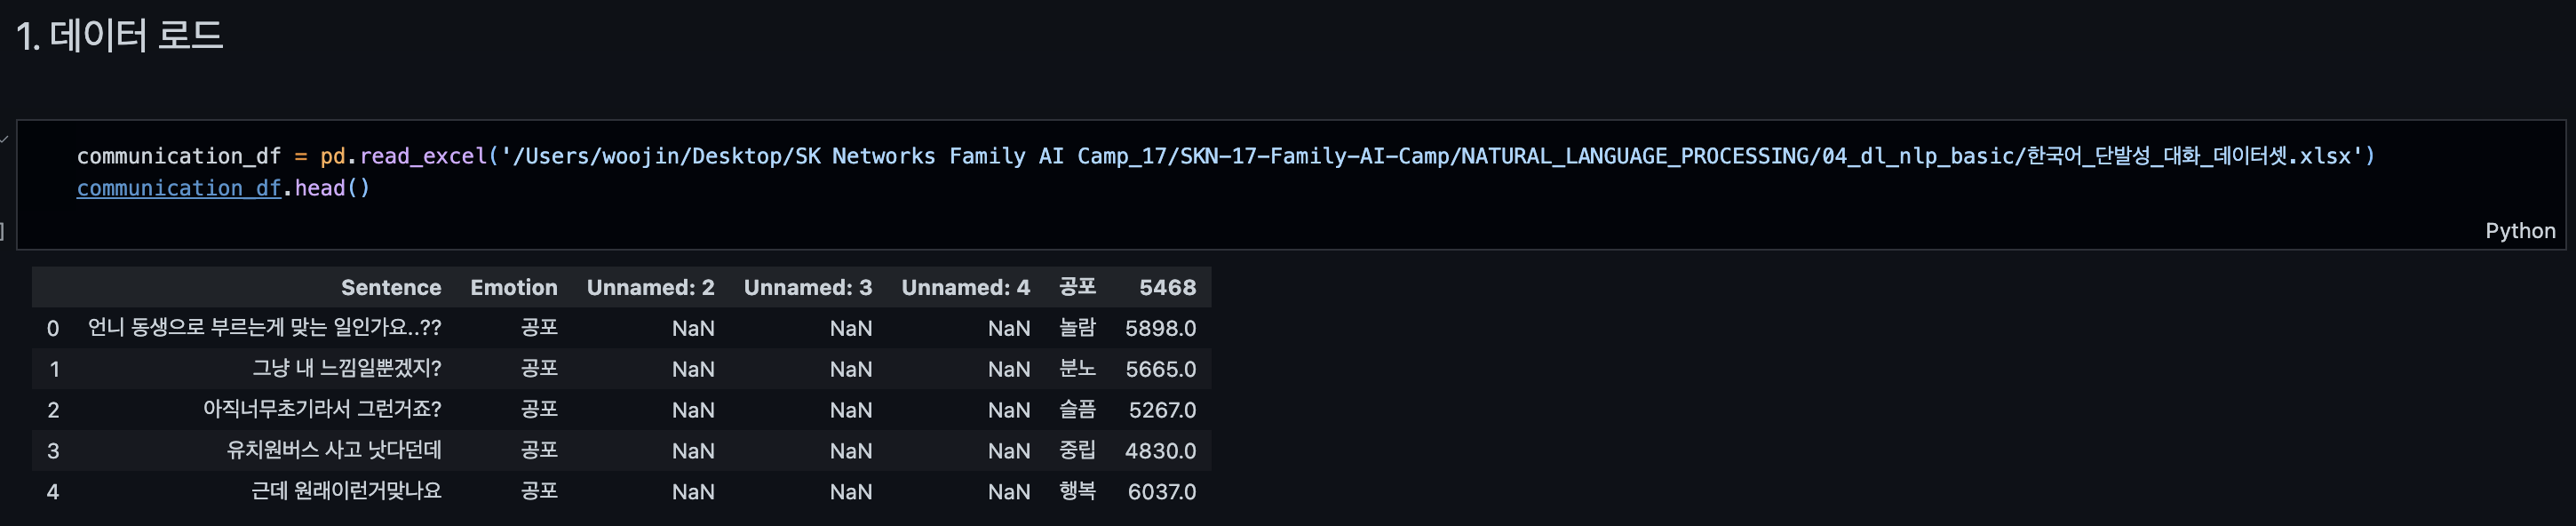 1. 데이터 로드
communication_df = pd.read_excel('/Users/woojin/Desktop/SK Networks Family AI Camp_17/SKN-17-Family-AI-Camp/NATURAL_LANGUAGE_PROCESSING/04_dl_nlp_basic/한국어_단발성_대화_데이터셋.xlsx')
communication_df.head()
]
Python
Sentence Emotion Unnamed: 2 Unnamed: 3 Unnamed: 4 공포 5468
0 언니 동생으로 부르는게 맞는 일인가요..?? 공포 NaN NaN NaN 놀람 5898.0
1 그냥 내 느낌일뿐겠지? 공포 NaN NaN NaN 분노 5665.0
2 아직너무초기라서 그런거죠? 공포 NaN NaN NaN 슬픔 5267.0
3 유치원버스 사고 낫다던데 공포 NaN NaN NaN 중립 4830.0
4 근데 원래이런거맞나요 공포 NaN NaN NaN 행복 6037.0